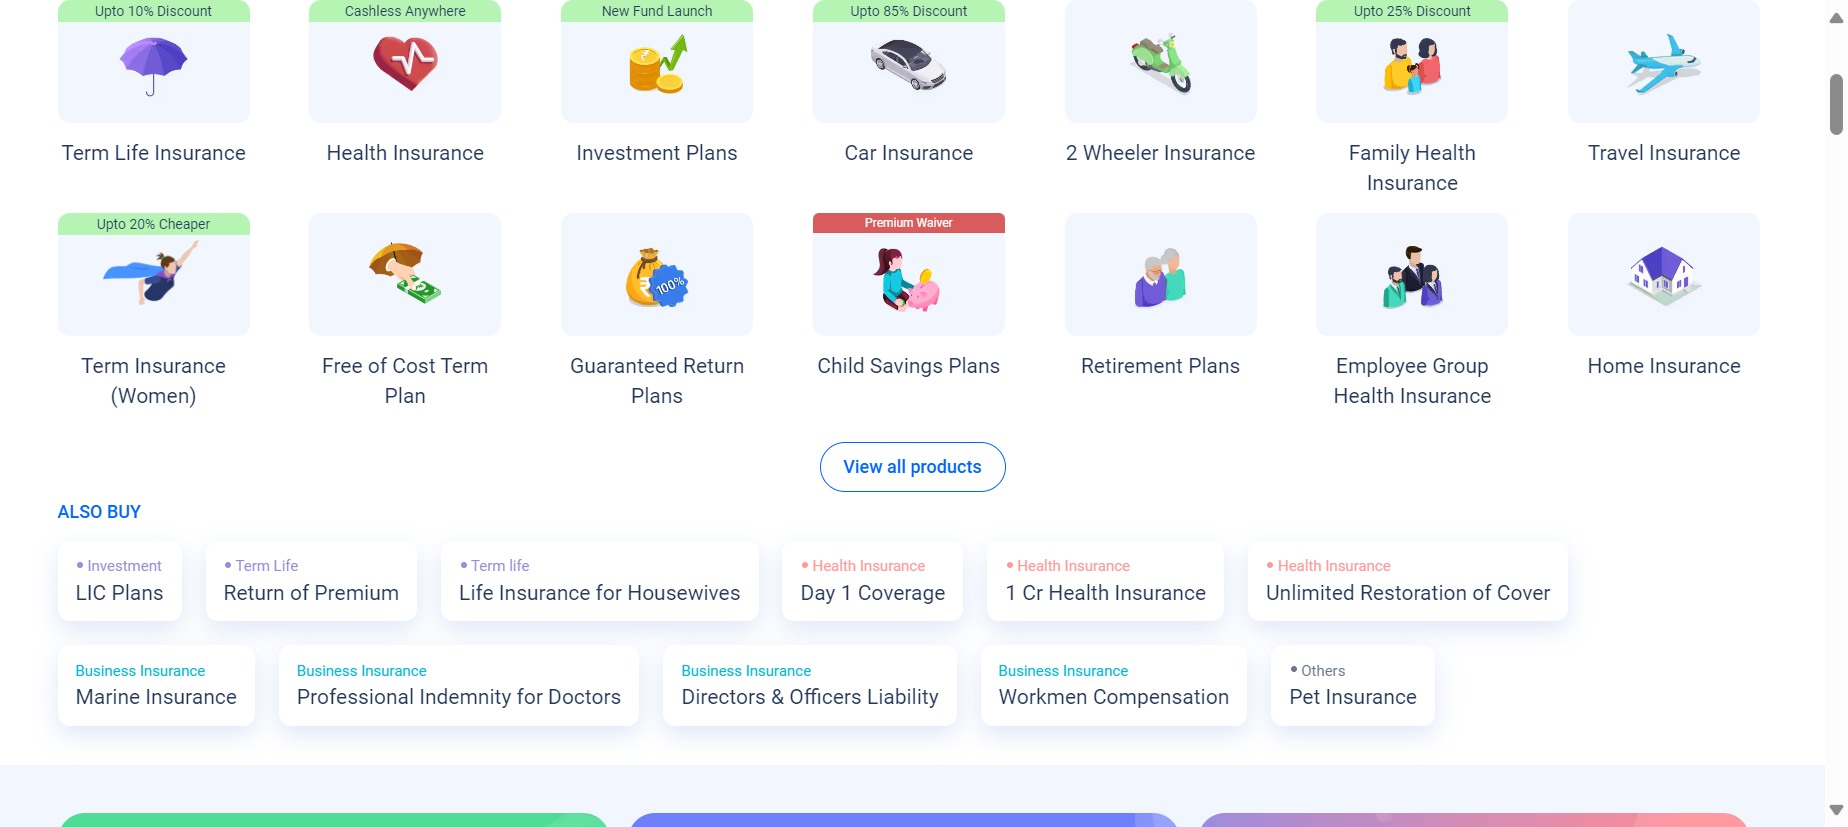 Upto 10% Discount
Cashless Anywhere
New Fund Launch
Upto 85% Discount
Upto 25% Discount
Term Life Insurance
Health Insurance
Investment Plans
Car Insurance
2 Wheeler Insurance
Family Health
Insurance
Travel Insurance
Upto 20% Cheaper
Premium Waiver
100%
Term Insurance
(Women)
Free of Cost Term
Plan
Guaranteed Return
Plans
Child Savings Plans
Retirement Plans
Employee Group
Health Insurance
Home Insurance
View all products
ALSO BUY
Investment
LIC Plans
Term Life
Return of Premium
Term life
Life Insurance for Housewives
Health Insurance
Day 1 Coverage
Health Insurance
1 Cr Health Insurance
Health Insurance
Unlimited Restoration of Cover
Business Insurance
Marine Insurance
Business Insurance
Professional Indemnity for Doctors
Business Insurance
Directors & Officers Liability
Business Insurance
Workmen Compensation
Others
Pet Insurance